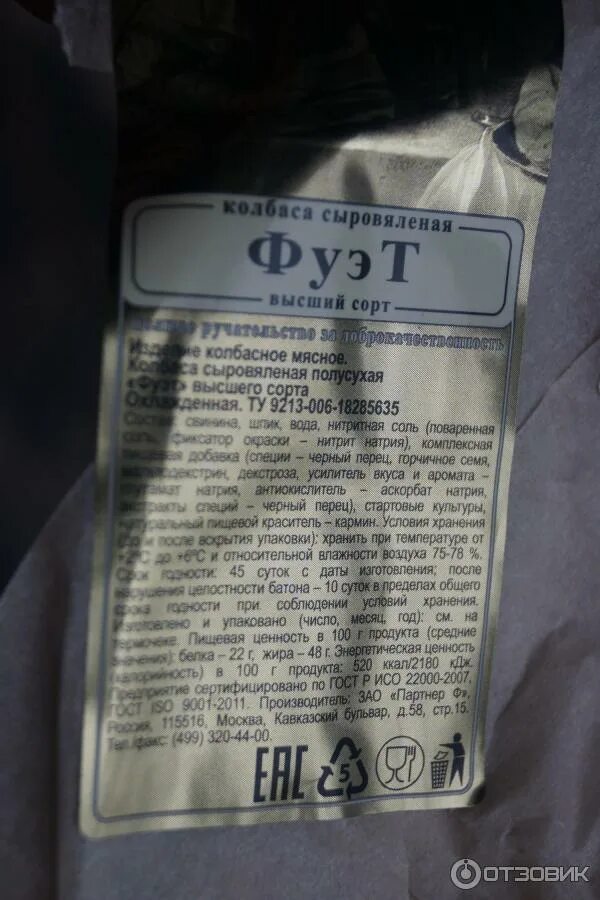 колбаса сыровяленая
ФуэТ
высший сорт
ручательство за доброкачественность
Изделие колбасное мясное.
Колбаса сыровяленая полусухая
«Фуэт» высшего сорта
Охлажденная. ТУ 9213-006-18285635
Состав: свинина, шпик, вода, нитритная соль (поваренная
соль, фиксатор окраски – нитрит натрия), комплексная
пищевая добавка (специи – черный перец, горчичное семя,
мальтодекстрин, декстроза, усилитель вкуса и аромата –
глутамат натрия, антиокислитель – аскорбат натрия,
экстракты специй – черный перец), стартовые культуры,
натуральный пищевой краситель – кармин. Условия хранения
(до и после вскрытия упаковки): хранить при температуре от
+2°С до +6°С и относительной влажности воздуха 75-78 %.
Срок годности: 45 суток с даты изготовления; после
нарушения целостности батона – 10 суток в пределах общего
срока годности при соблюдении условий хранения.
Изготовлено и упаковано (число, месяц, год): см. на
термочеке. Пищевая ценность в 100 г продукта (средние
значения): белка – 22 г, жира – 48 г. Энергетическая ценность
(калорийность) в 100 г продукта: 520 ккал/2180 кДж.
Предприятие сертифицировано по ГОСТ Р ИСО 22000-2007,
ГОСТ ISO 9001-2011. Производитель: ЗАО «Партнер Ф»,
Россия, 115516, Москва, Кавказский бульвар, д.58, стр.15.
Тел./факс: (499) 320-44-00.
ЕАС 5
ОТЗОВИК